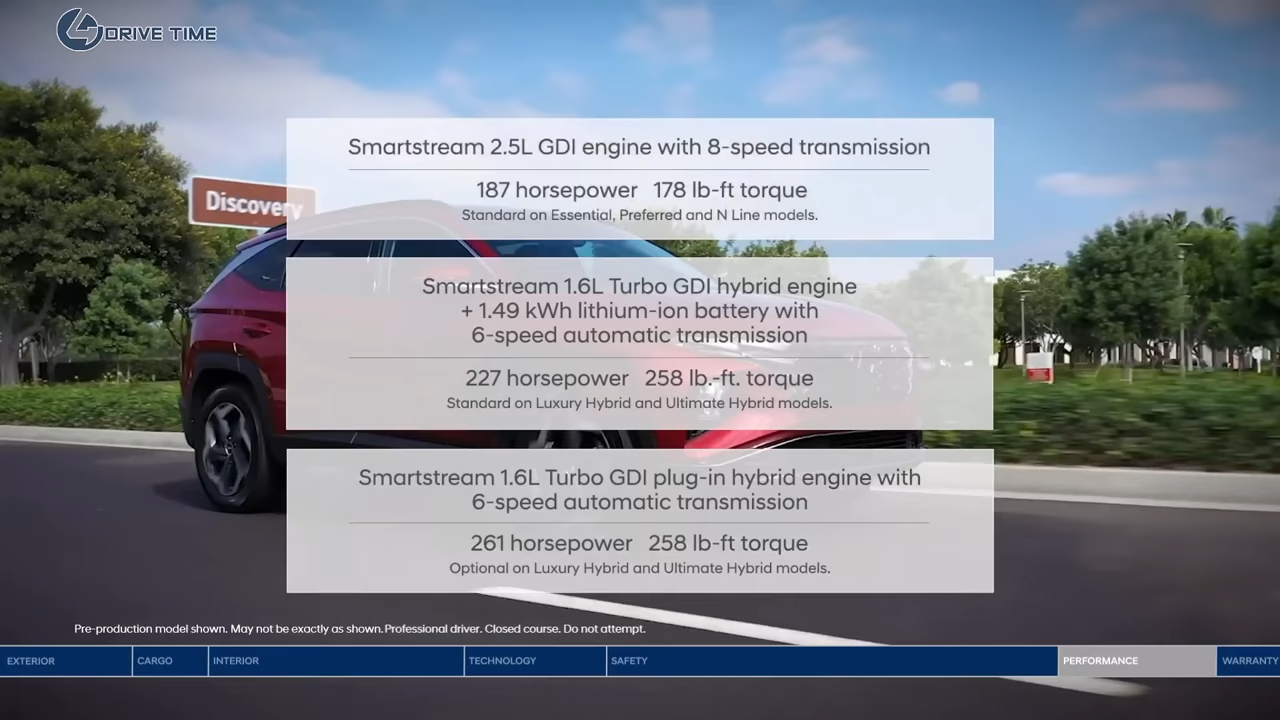 4 DRIVE TIME
Discovery
Smartstream 2.5L GDI engine with 8-speed transmission
187 horsepower 178 lb-ft torque
Standard on Essential, Preferred and N Line models.
Smartstream 1.6L Turbo GDI hybrid engine
+ 1.49 kWh lithium-ion battery with
6-speed automatic transmission
227 horsepower 258 lb.-ft. torque
Standard on Luxury Hybrid and Ultimate Hybrid models.
Smartstream 1.6L Turbo GDI plug-in hybrid engine with
6-speed automatic transmission
261 horsepower 258 lb-ft torque
Optional on Luxury Hybrid and Ultimate Hybrid models.
Pre-production model shown. May not be exactly as shown. Professional driver. Closed course. Do not attempt.
EXTERIOR CARGO INTERIOR TECHNOLOGY SAFETY PERFORMANCE WARRANTY